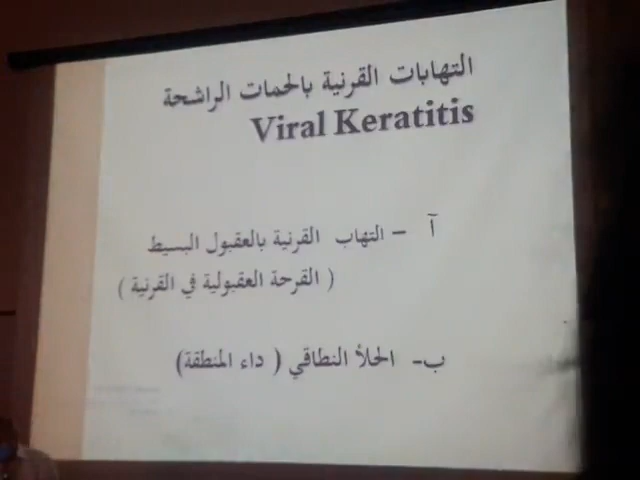 التهابات القرنية بالحمات الراشحة
Viral Keratitis
آ - التهاب القرنية بالعقبول البسيط
( القرحة العقبولية في القرنية )
ب- الحلأ النطاقي ( داء المنطقة)